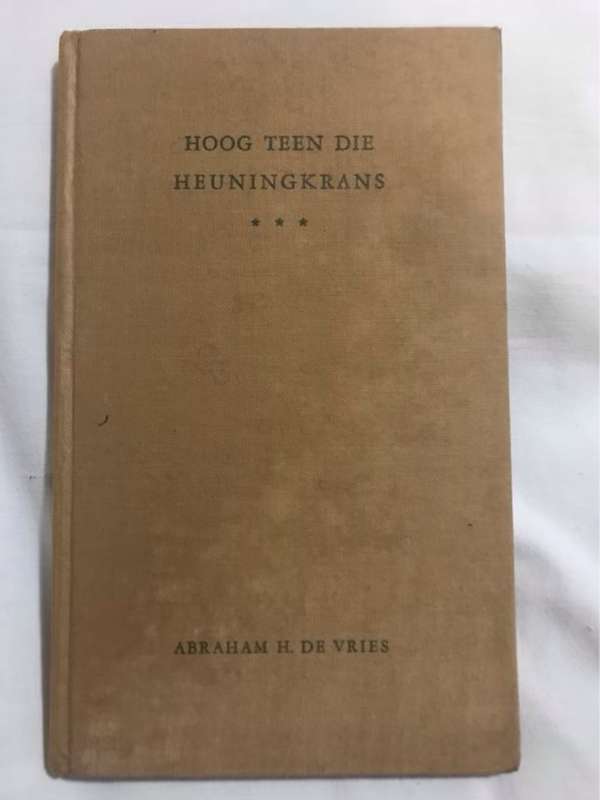 HOOG TEEN DIE
HEUNINGKRANS
* * *
ABRAHAM H. DE VRIES